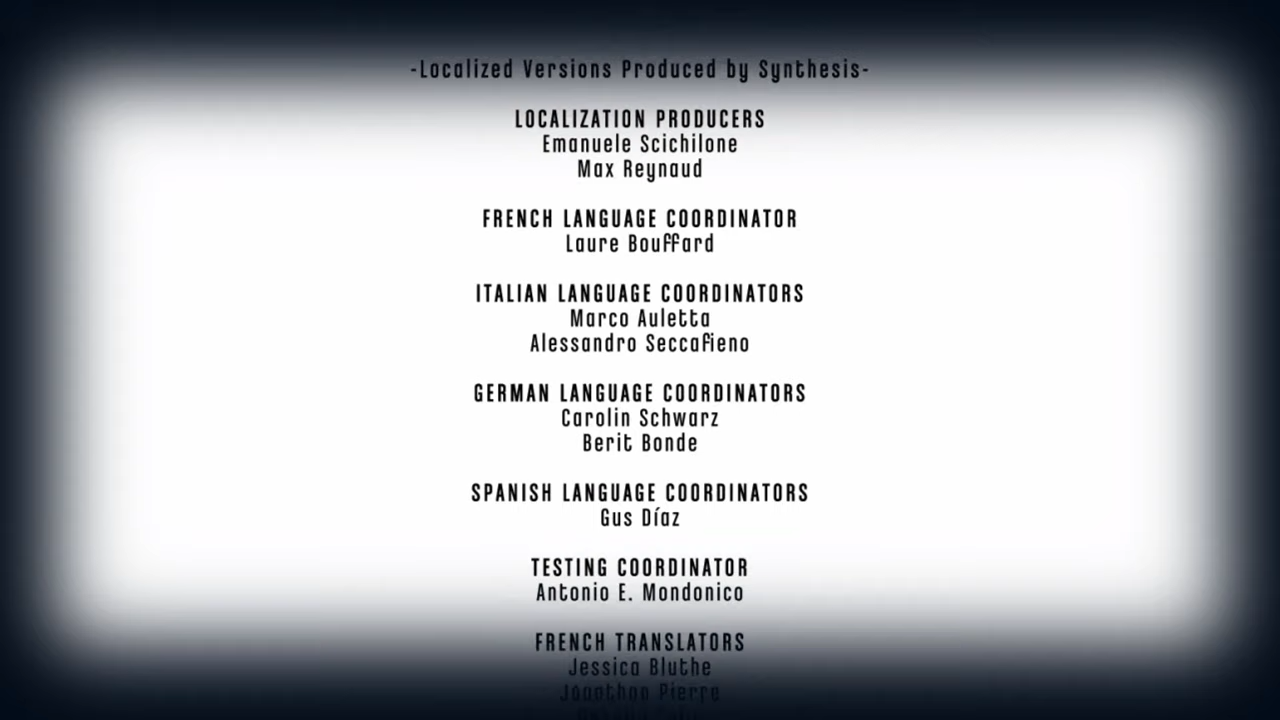 -Localized Versions Produced by Synthesis-
LOCALIZATION PRODUCERS
Emanuele Scichilone
Max Reynaud
FRENCH LANGUAGE COORDINATOR
Laure Bouffard
ITALIAN LANGUAGE COORDINATORS
Marco Auletta
Alessandro Seccafieno
GERMAN LANGUAGE COORDINATORS
Carolin Schwarz
Berit Bonde
SPANISH LANGUAGE COORDINATORS
Gus Díaz
TESTING COORDINATOR
Antonio E. Mondonico
FRENCH TRANSLATORS
Jessica Bluthe
Jonathan Pierre